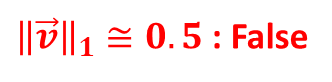 ‖v⃗‖₁ ≅ 0.5 : False